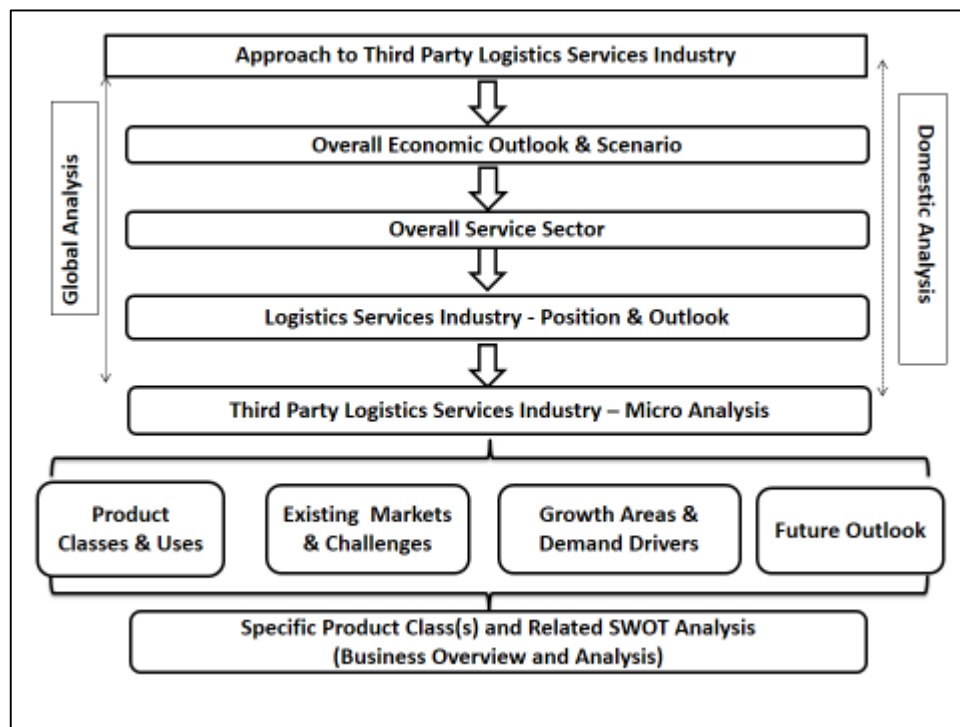 Approach to Third Party Logistics Services Industry
Global Analysis
Domestic Analysis
Overall Economic Outlook & Scenario
Overall Service Sector
Logistics Services Industry - Position & Outlook
Third Party Logistics Services Industry – Micro Analysis
Product
Classes & Uses
Existing Markets
& Challenges
Growth Areas &
Demand Drivers
Future Outlook
Specific Product Class(s) and Related SWOT Analysis
(Business Overview and Analysis)